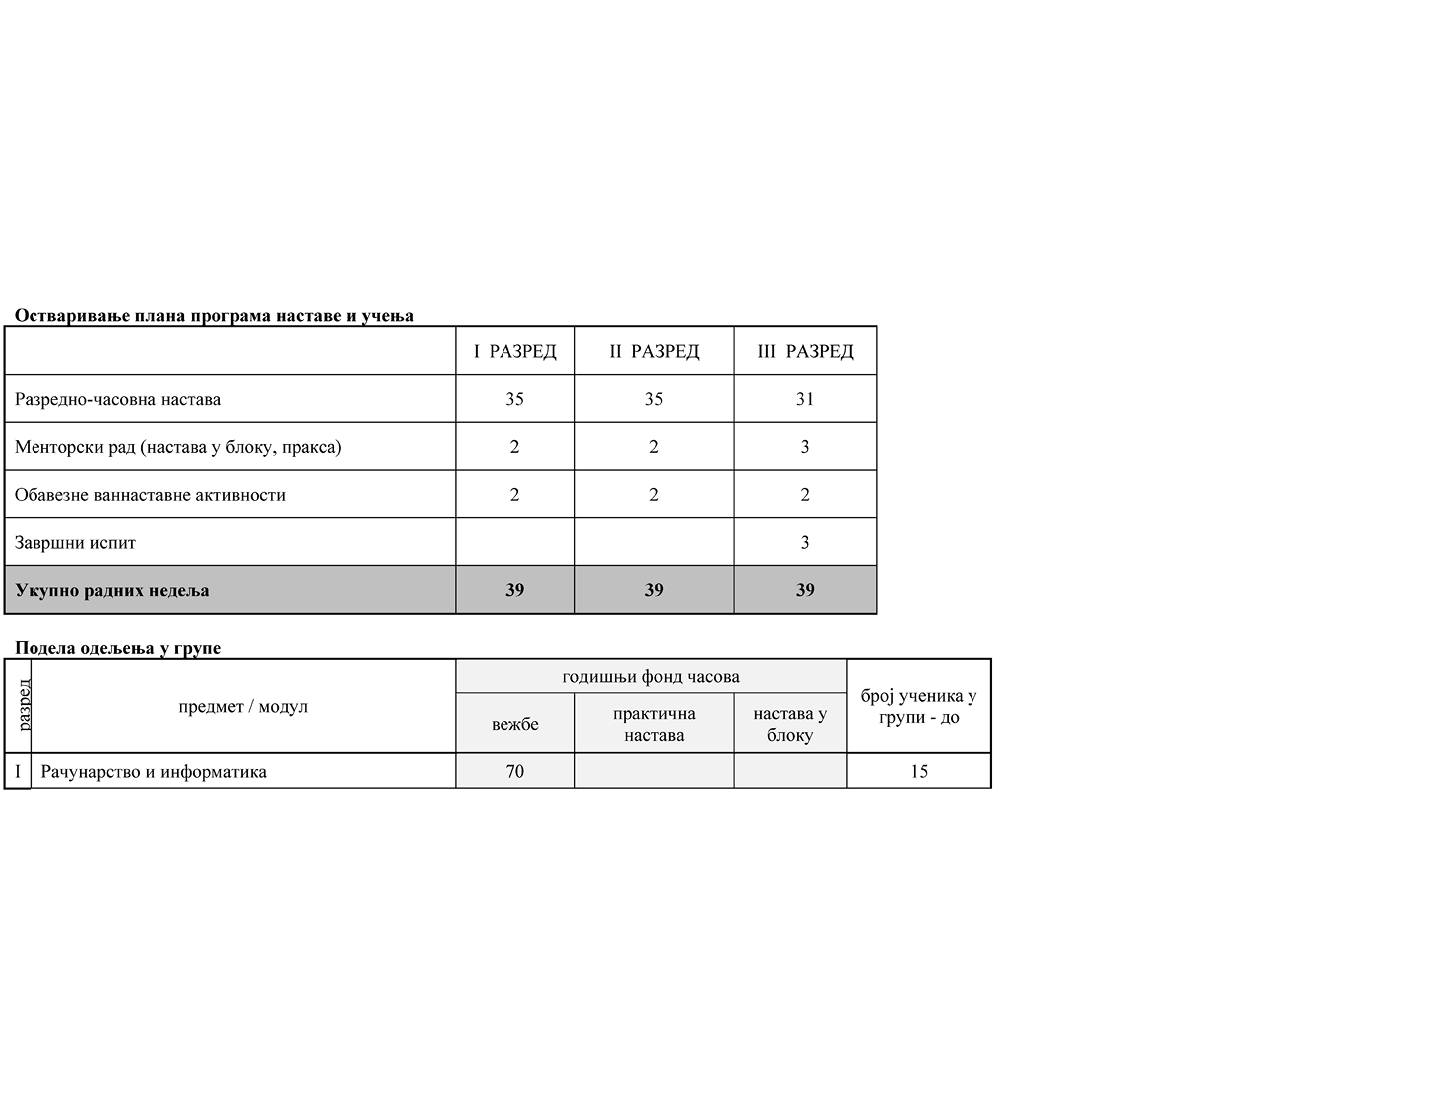 Остваривање плана програма наставе и учења
I РАЗРЕД II РАЗРЕД III РАЗРЕД
Разредно-часовна настава 35 35 31
Менторски рад (настава у блоку, пракса) 2 2 3
Обавезне ваннаставне активности 2 2 2
Завршни испит 3
Укупно радних недеља 39 39 39
Подела одељења у групе
разред
предмет / модул
годишњи фонд часова
вежбе
практична
настава
настава у
блоку
број ученика у
групи - до
I Рачунарство и информатика 70 15